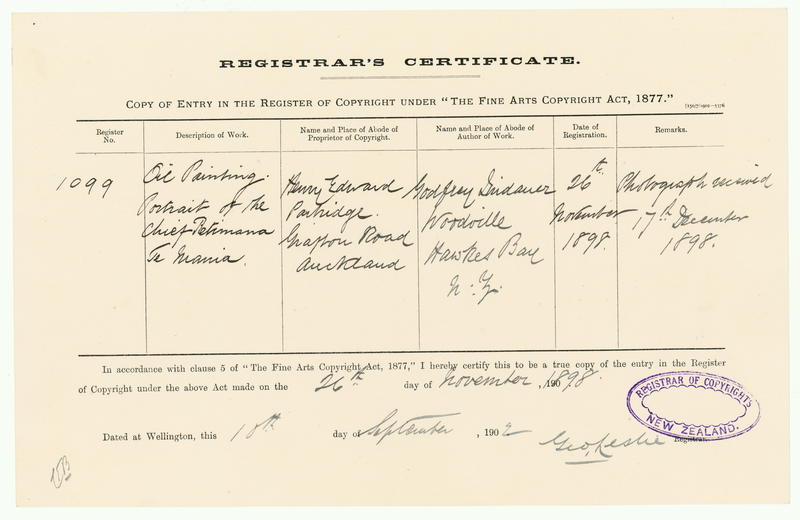 REGISTRAR'S CERTIFICATE.
COPY OF ENTRY IN THE REGISTER OF COPYRIGHT UNDER "THE FINE ARTS COPYRIGHT ACT, 1877."
Register No.
Description of Work.
Name and Place of Abode of Proprietor of Copyright.
Name and Place of Abode of Author of Work.
Date of Registration.
Remarks.
1099
Oil Painting.
Portrait of the
Chief Petimana
Te Mania.
Henry Edward
Partridge.
Grafton Road
Auckland
Godfrey Lindauer
Woodville
Hawkes Bay
N.Z.
26th
November
1898.
Photograph received
17th December
1898.
In accordance with clause 5 of "The Fine Arts Copyright Act, 1877," I hereby certify this to be a true copy of the entry in the Register
of Copyright under the above Act made on the 26th day of November, 1898.
Dated at Wellington, this 10th day of September, 1902
Geo, Leslie
Registrar.
REGISTRAR OF COPYRIGHTS
NEW ZEALAND.